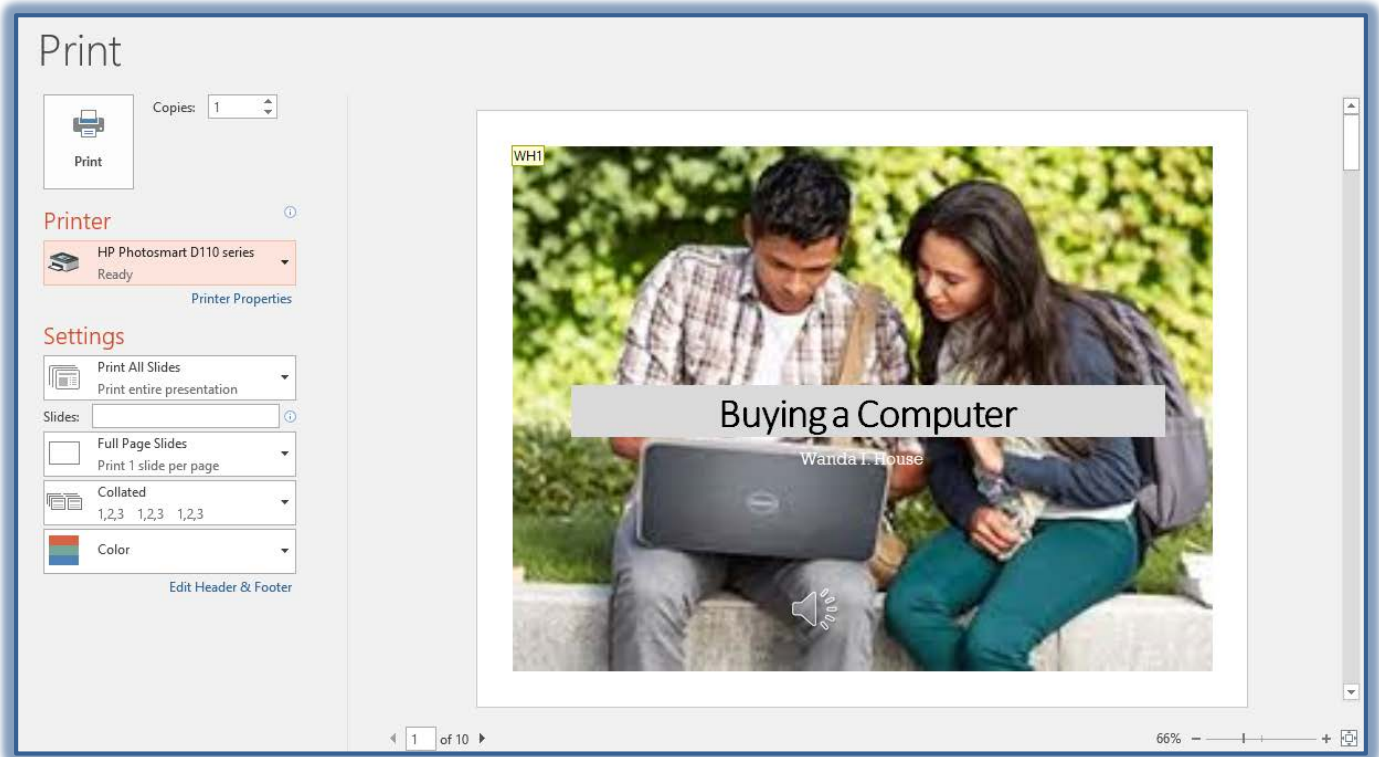 Print
Copies: 1
Print
Printer
HP Photosmart D110 series
Ready
Printer Properties
Settings
Print All Slides
Print entire presentation
Slides:
Full Page Slides
Print 1 slide per page
Collated
1,2,3 1,2,3 1,2,3
Color
Edit Header & Footer
WH1
Buying a Computer
Wanda I. House
1 of 10
66%